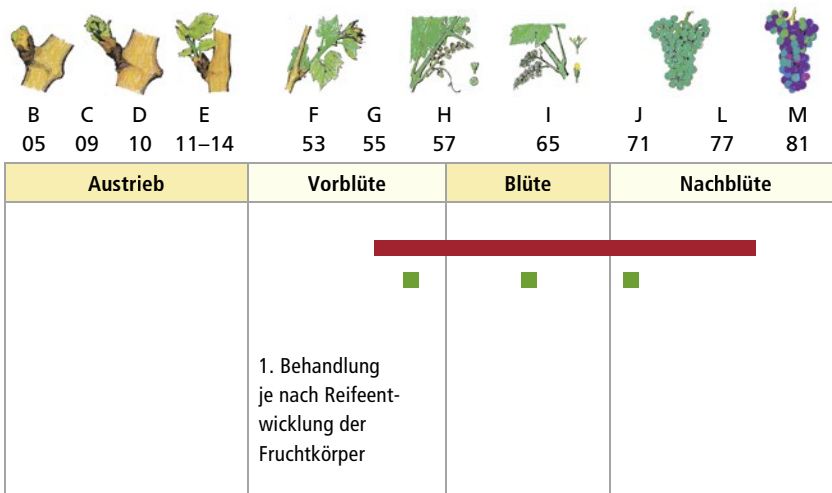 B C D E F G H I J L M
05 09 10 11–14 53 55 57 65 71 77 81
Austrieb Vorblüte Blüte Nachblüte
1. Behandlung
je nach Reifeent-
wicklung der
Fruchtkörper